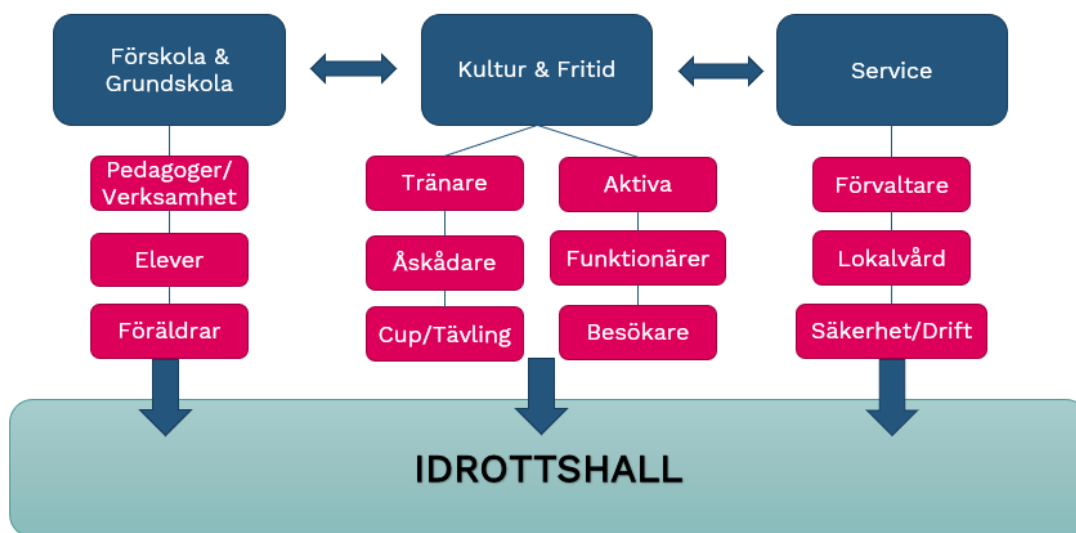 Förskola &
Grundskola
Kultur & Fritid
Service
Pedagoger/
Verksamhet
Elever
Föräldrar
Tränare
Åskådare
Cup/Tävling
Aktiva
Funktionärer
Besökare
Förvaltare
Lokalvård
Säkerhet/Drift
IDROTTSHALL